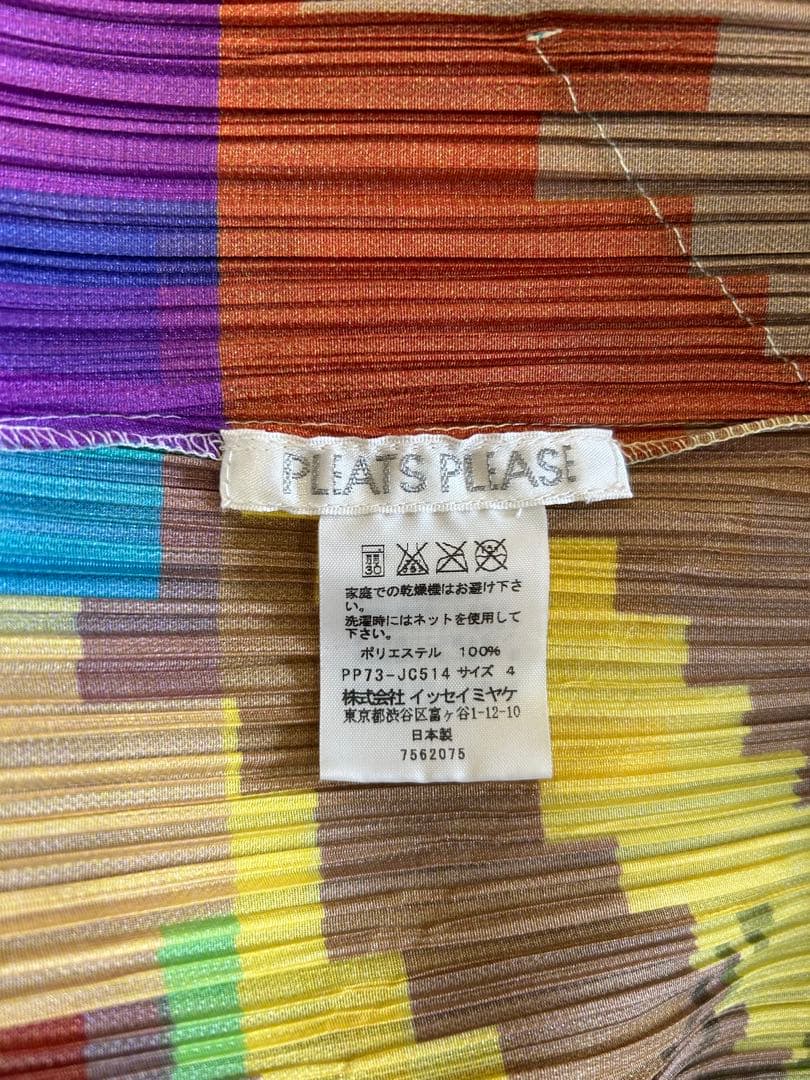 PLEATS PLEASE
30
家庭での乾燥機はお避け下さ
い。
洗濯時にはネットを使用して
下さい。
ポリエステル 100%
PP73-JC514 サイズ 4
株式会社 イッセイミヤケ
東京都渋谷区富ヶ谷1-12-10
日本製
7562075